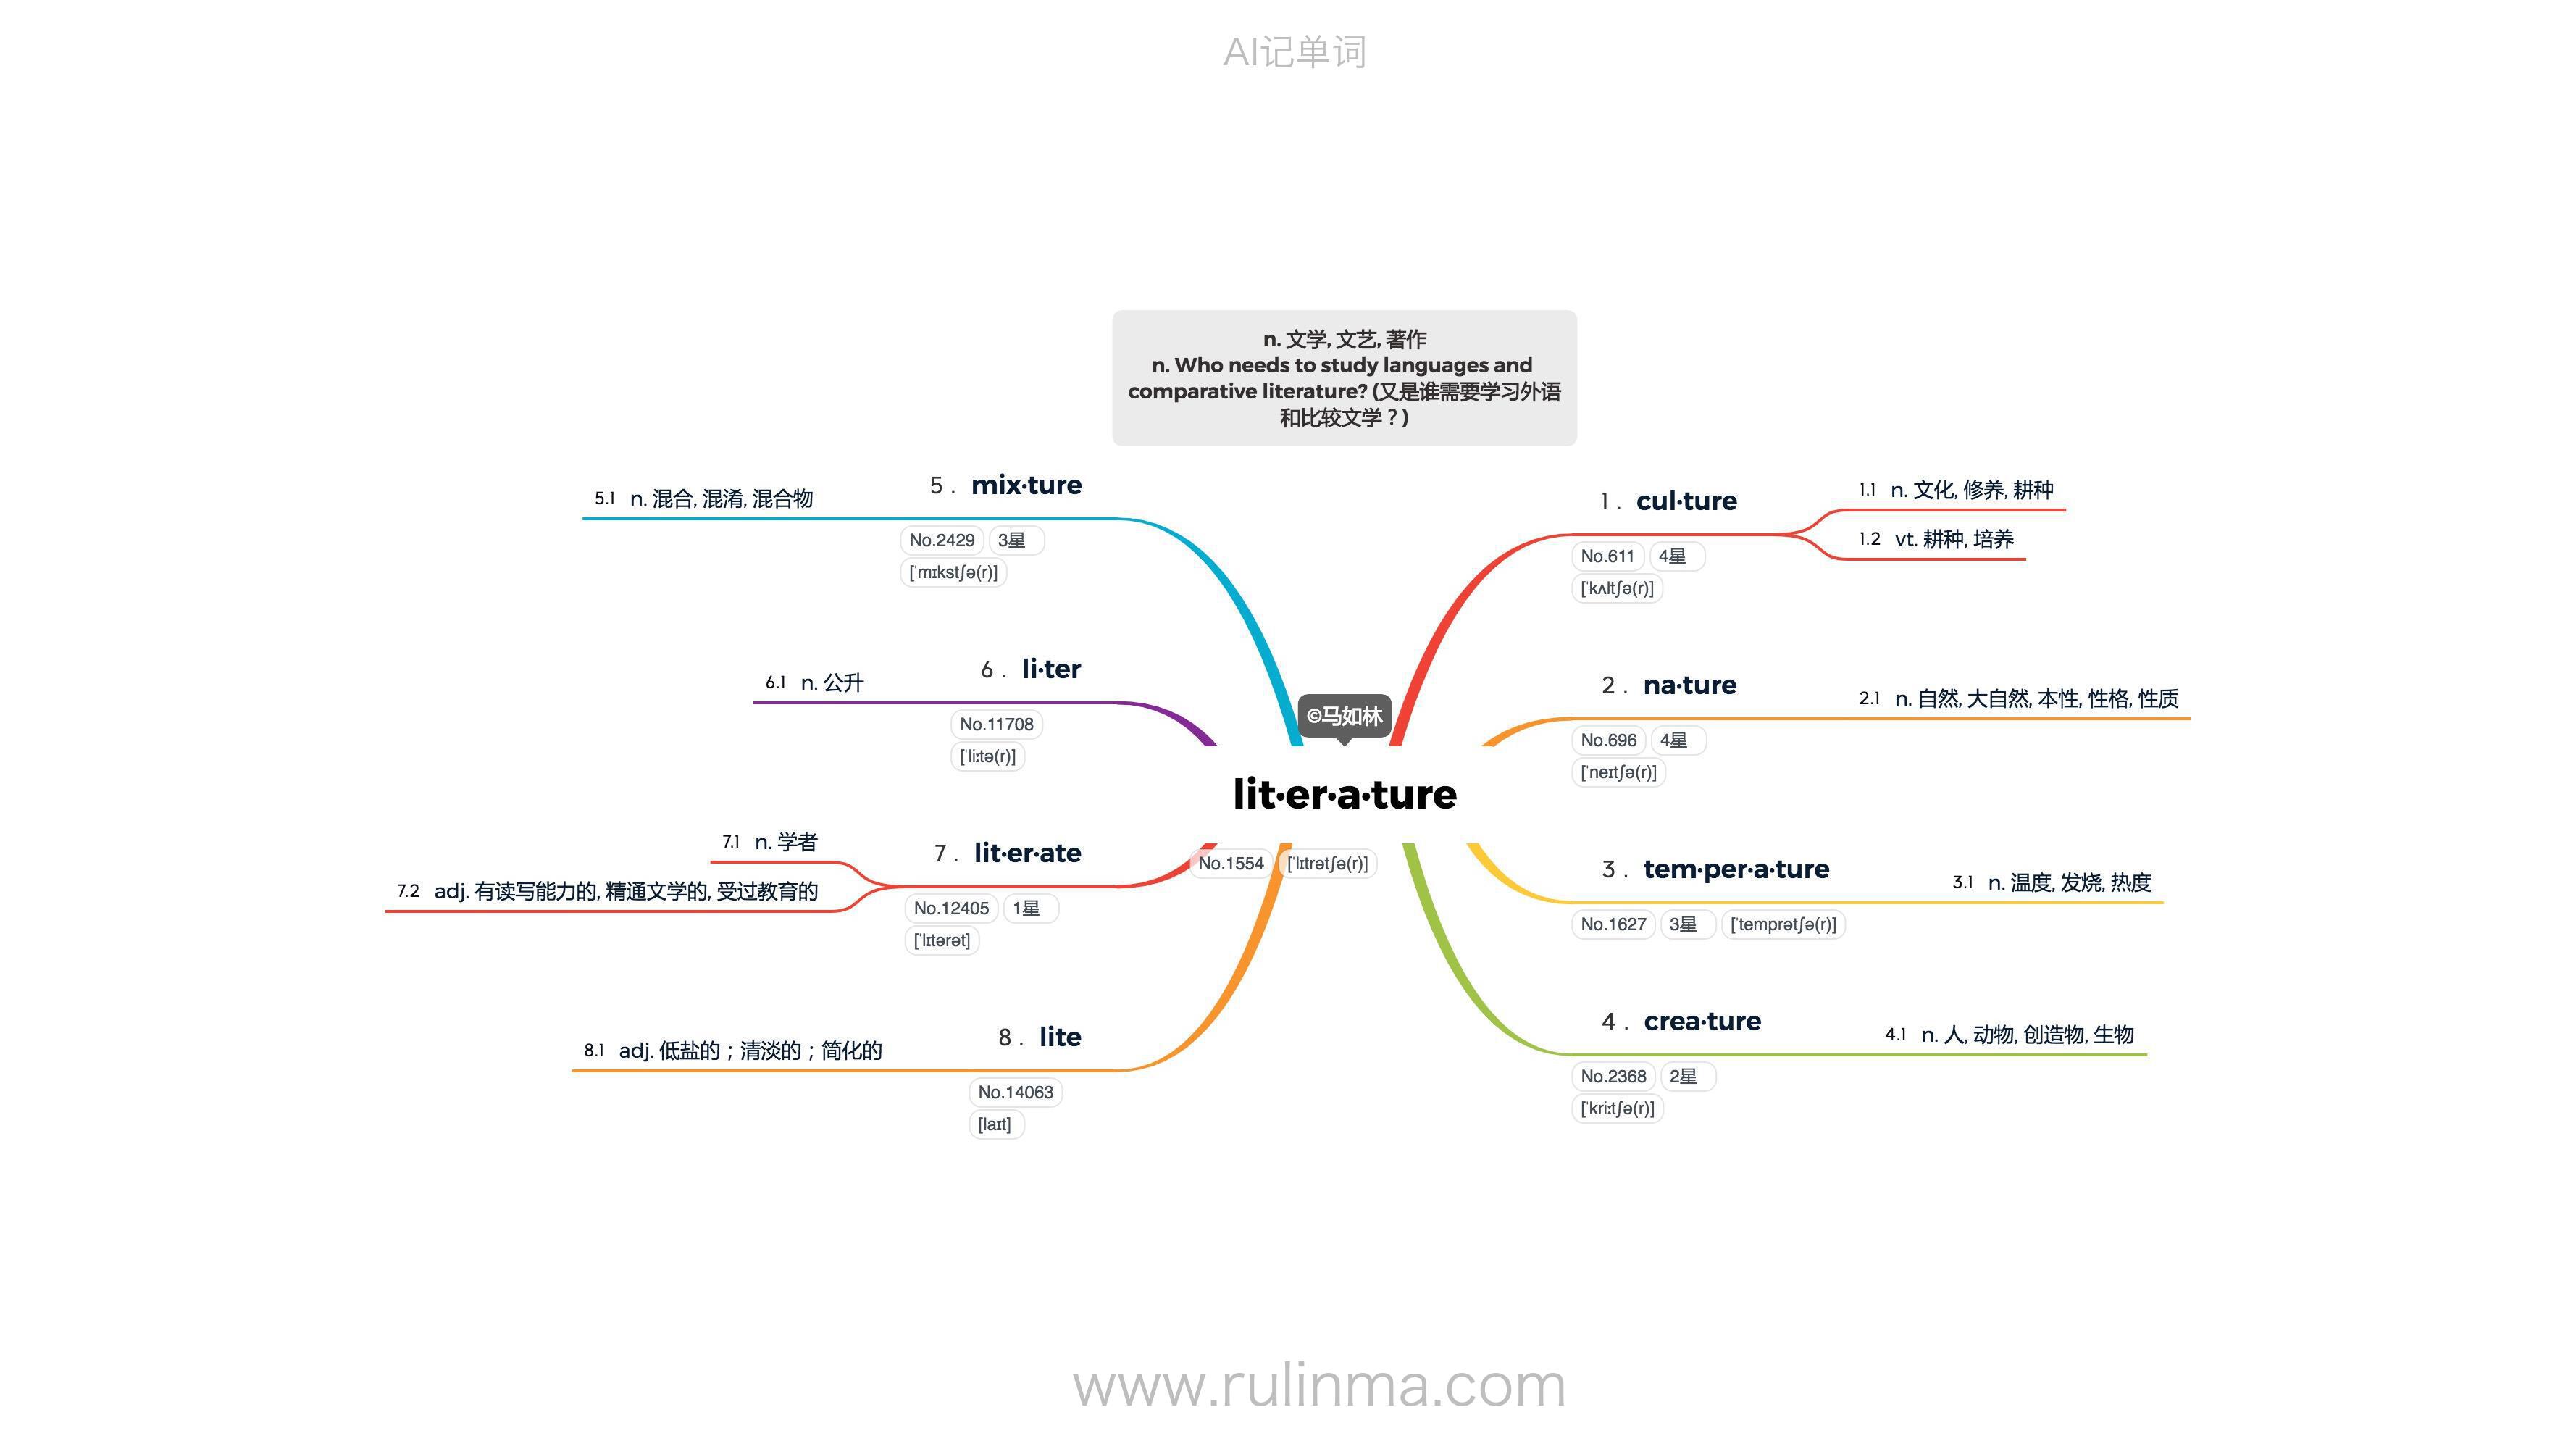 AI记单词
n. 文学, 文艺, 著作
n. Who needs to study languages and
comparative literature? (又是谁需要学习外语
和比较文学？)
©马如林
lit·er·a·ture
No.1554 [ˈlɪtrətʃə(r)]
1. cul·ture
No.611 4星
[ˈkʌltʃə(r)]
1.1 n. 文化, 修养, 耕种
1.2 vt. 耕种, 培养
2. na·ture
No.696 4星
[ˈneɪtʃə(r)]
2.1 n. 自然, 大自然, 本性, 性格, 性质
3. tem·per·a·ture
No.1627 3星 [ˈtemprətʃə(r)]
3.1 n. 温度, 发烧, 热度
4. crea·ture
No.2368 2星
[ˈkriːtʃə(r)]
4.1 n. 人, 动物, 创造物, 生物
5. mix·ture
No.2429 3星
[ˈmɪkstʃə(r)]
5.1 n. 混合, 混淆, 混合物
6. li·ter
No.11708
[ˈliːtə(r)]
6.1 n. 公升
7. lit·er·ate
No.12405 1星
[ˈlɪtərət]
7.1 n. 学者
7.2 adj. 有读写能力的, 精通文学的, 受过教育的
8. lite
No.14063
[laɪt]
8.1 adj. 低盐的；清淡的；简化的
www.rulinma.com